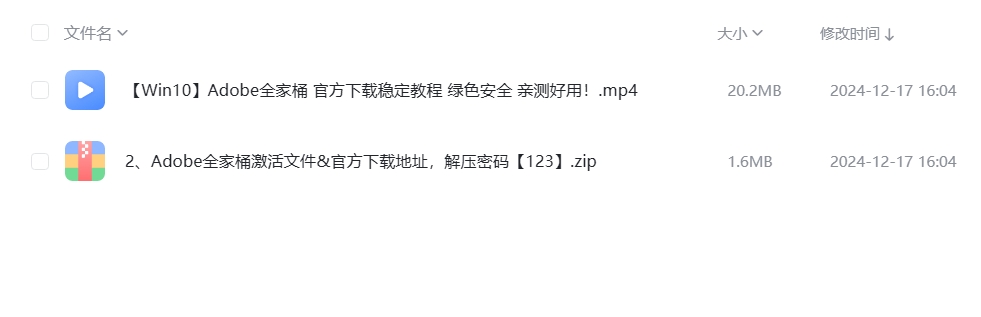 文件名 大小 修改时间
【Win10】Adobe全家桶 官方下载稳定教程 绿色安全 亲测好用！.mp4 20.2MB 2024-12-17 16:04
2、Adobe全家桶激活文件&官方下载地址，解压密码【123】.zip 1.6MB 2024-12-17 16:04